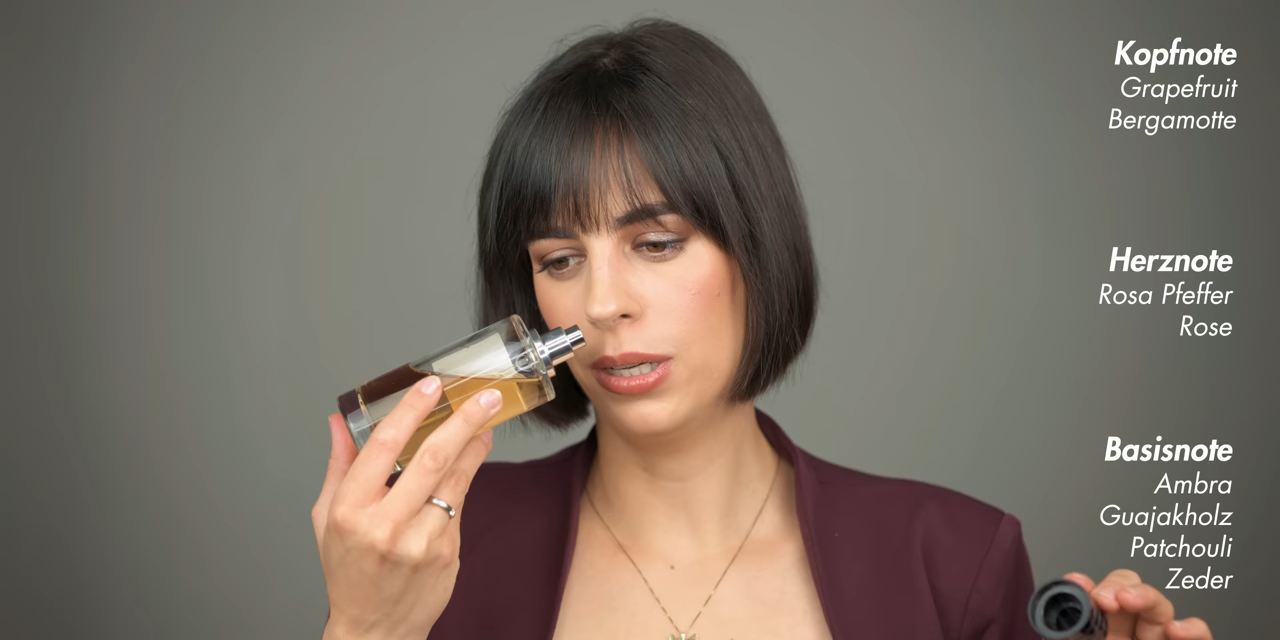 Kopfnote
Grapefruit
Bergamotte
Herznote
Rosa Pfeffer
Rose
Basisnote
Ambra
Guajakholz
Patchouli
Zeder